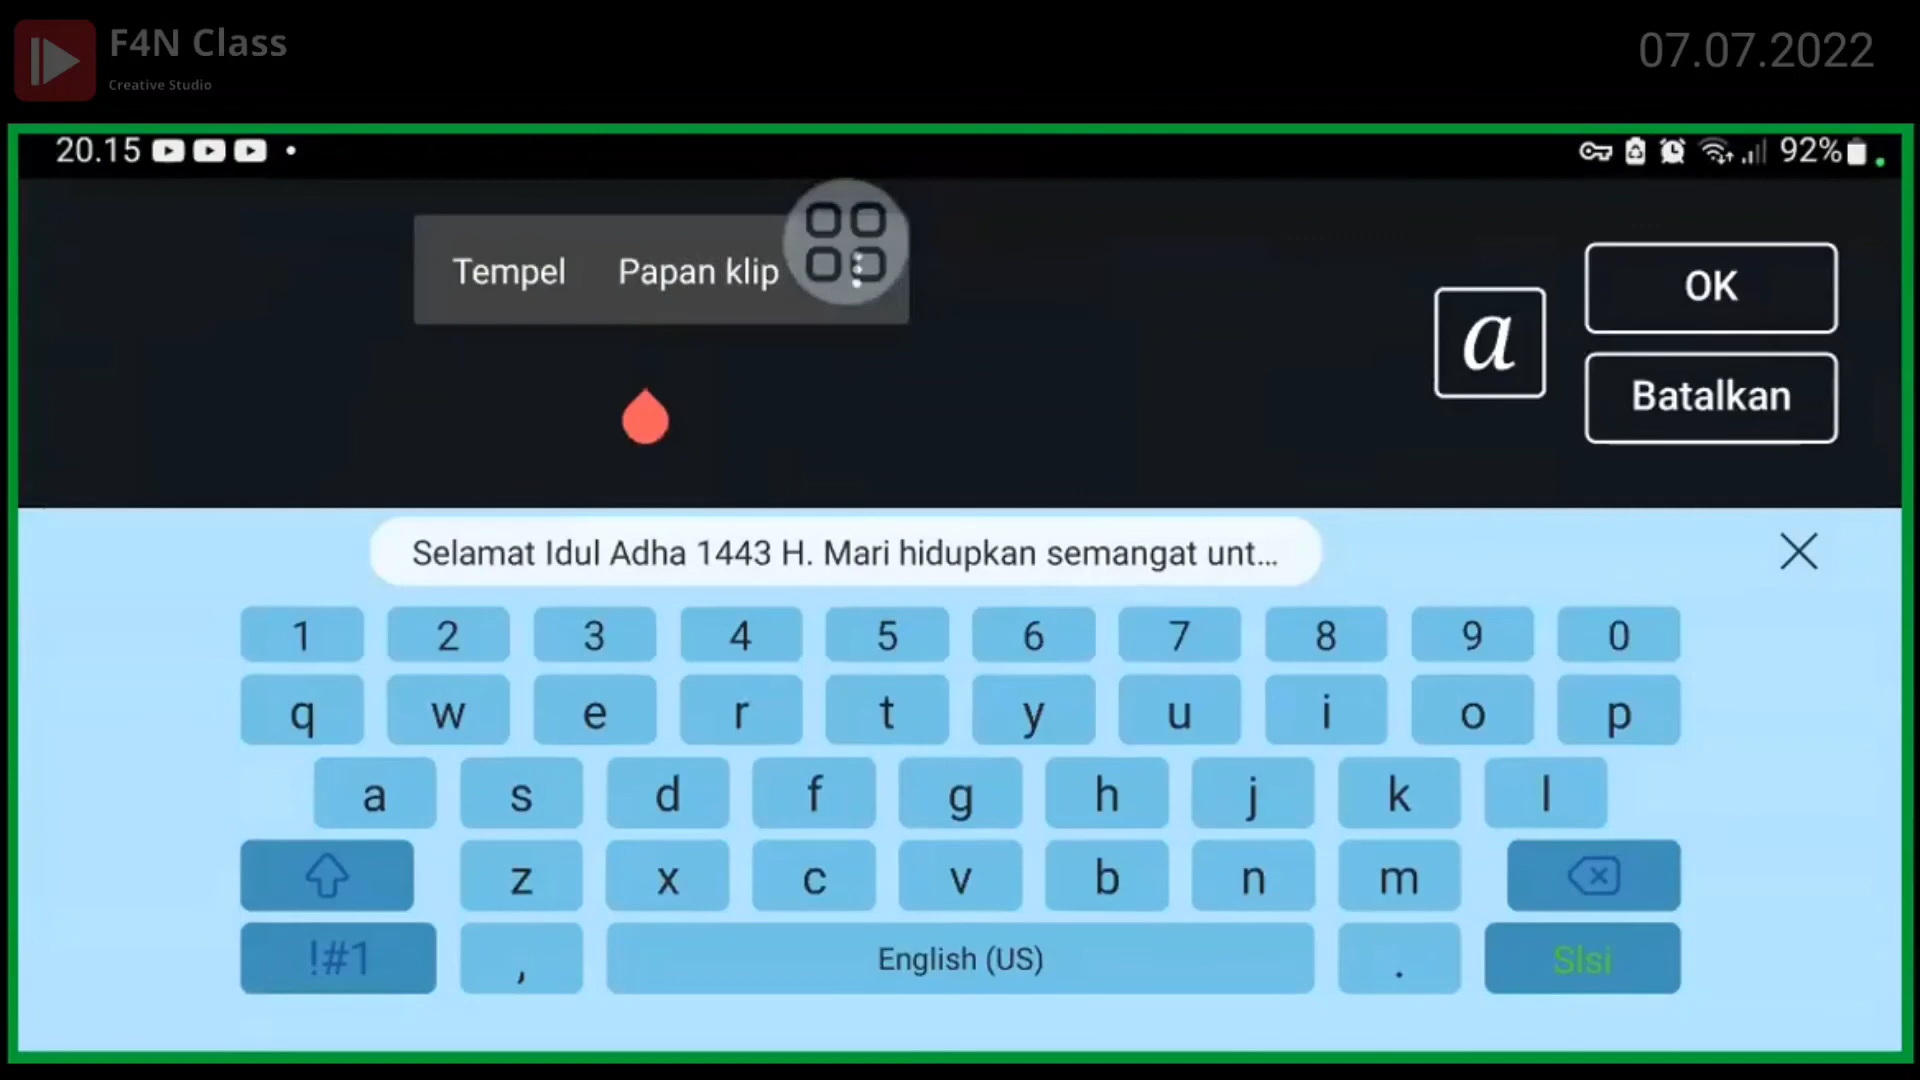 F4N Class
07.07.2022
Creative Studio
20.15
92%
Tempel Papan klip
OK
a
Batalkan
Selamat Idul Adha 1443 H. Mari hidupkan semangat unt...
1 2 3 4 5 6 7 8 9 0
q w e r t y u i o p
a s d f g h j k l
z x c v b n m
!#1 , English (US) . Slsi